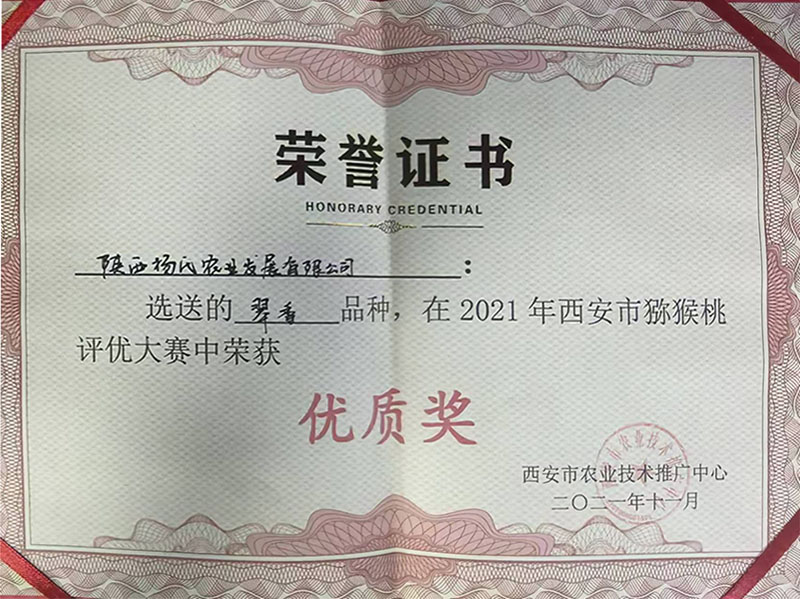 荣誉证书
HONORARY CREDENTIAL
陕西杨氏农业发展有限公司：
选送的 翠香 品种，在2021年西安市猕猴桃
评优大赛中荣获
优质奖
西安市农业技术推广中心
二〇二一年十一月